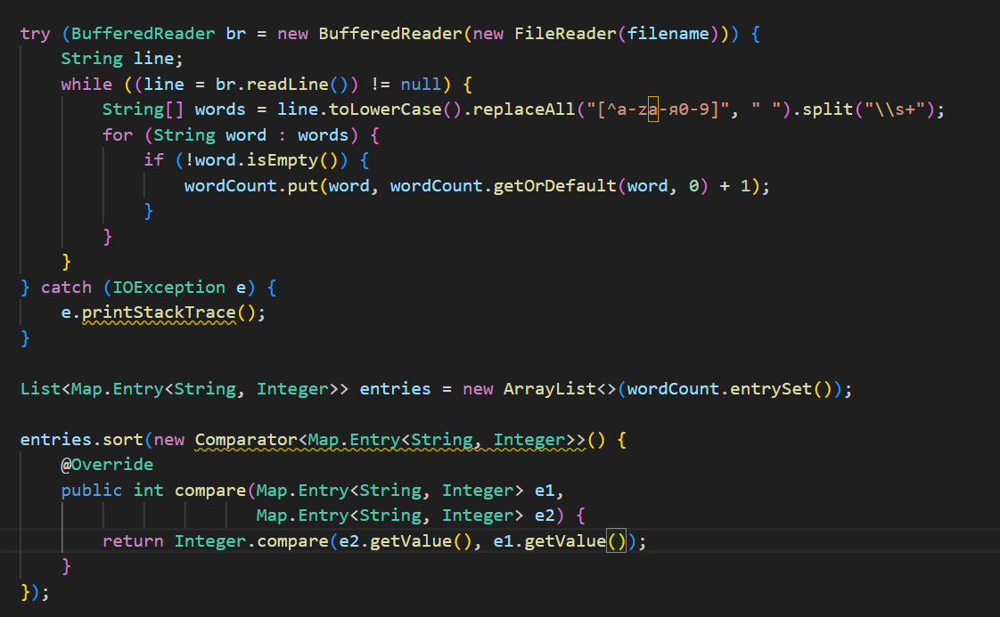 try (BufferedReader br = new BufferedReader(new FileReader(filename))) {
String line;
while ((line = br.readLine()) != null) {
String[] words = line.toLowerCase().replaceAll("[^a-zа-я0-9]", " ").split("\\s+");
for (String word : words) {
if (!word.isEmpty()) {
wordCount.put(word, wordCount.getOrDefault(word, 0) + 1);
}
}
}
} catch (IOException e) {
e.printStackTrace();
}
List<Map.Entry<String, Integer>> entries = new ArrayList<>(wordCount.entrySet());
entries.sort(new Comparator<Map.Entry<String, Integer>>() {
@Override
public int compare(Map.Entry<String, Integer> e1,
Map.Entry<String, Integer> e2) {
return Integer.compare(e2.getValue(), e1.getValue());
}
});